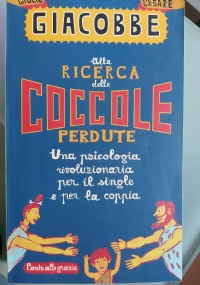 GIULIO CESARE
GIACOBBE
Alla
RICERCA
delle
COCCOLE
PERDUTE
Una psicologia
rivoluzionaria
per il single
e per la coppia
Ponte alle grazie